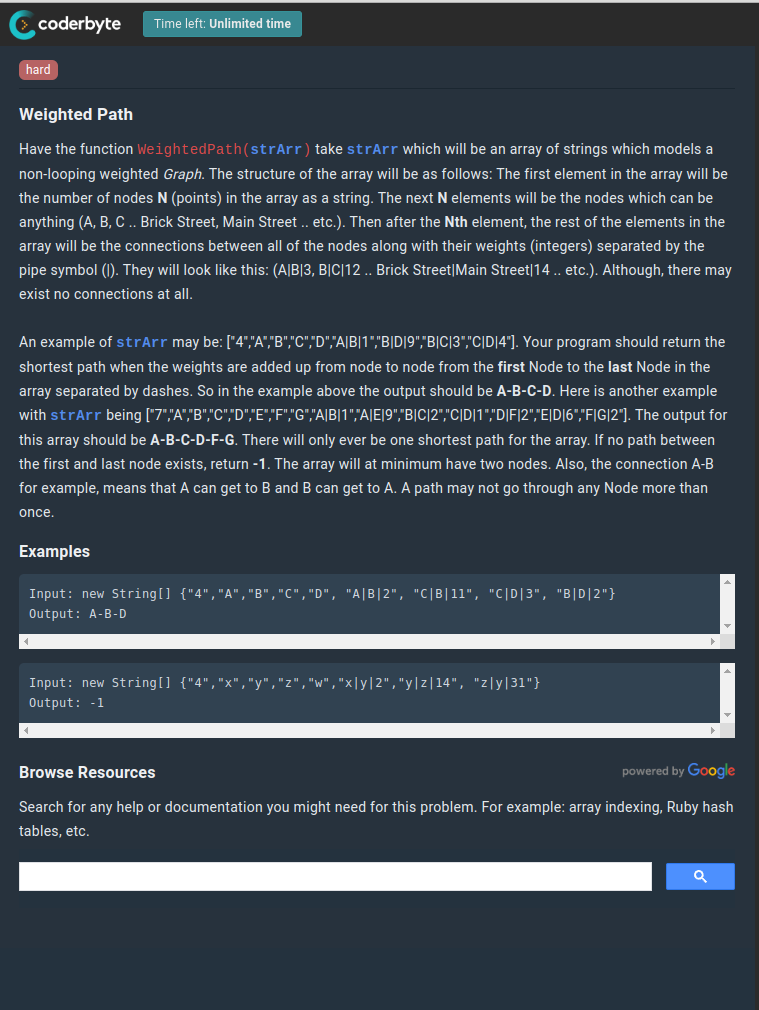 coderbyte
Time left: Unlimited time
hard
Weighted Path
Have the function WeightedPath(strArr) take strArr which will be an array of strings which models a
non-looping weighted Graph. The structure of the array will be as follows: The first element in the array will be
the number of nodes N (points) in the array as a string. The next N elements will be the nodes which can be
anything (A, B, C .. Brick Street, Main Street .. etc.). Then after the Nth element, the rest of the elements in the
array will be the connections between all of the nodes along with their weights (integers) separated by the
pipe symbol (|). They will look like this: (A|B|3, B|C|12 .. Brick Street|Main Street|14 .. etc.). Although, there may
exist no connections at all.
An example of strArr may be: ["4","A","B","C","D","A|B|1","B|D|9","B|C|3","C|D|4"]. Your program should return the
shortest path when the weights are added up from node to node from the first Node to the last Node in the
array separated by dashes. So in the example above the output should be A-B-C-D. Here is another example
with strArr being ["7","A","B","C","D","E","F","G","A|B|1","A|E|9","B|C|2","C|D|1","D|F|2","E|D|6","F|G|2"]. The output for
this array should be A-B-C-D-F-G. There will only ever be one shortest path for the array. If no path between
the first and last node exists, return -1. The array will at minimum have two nodes. Also, the connection A-B
for example, means that A can get to B and B can get to A. A path may not go through any Node more than
once.
Examples
Input: new String[] {"4","A","B","C","D", "A|B|2", "C|B|11", "C|D|3", "B|D|2"}
Output: A-B-D
Input: new String[] {"4","x","y","z","w","x|y|2","y|z|14", "z|y|31"}
Output: -1
Browse Resources
powered by Google
Search for any help or documentation you might need for this problem. For example: array indexing, Ruby hash
tables, etc.